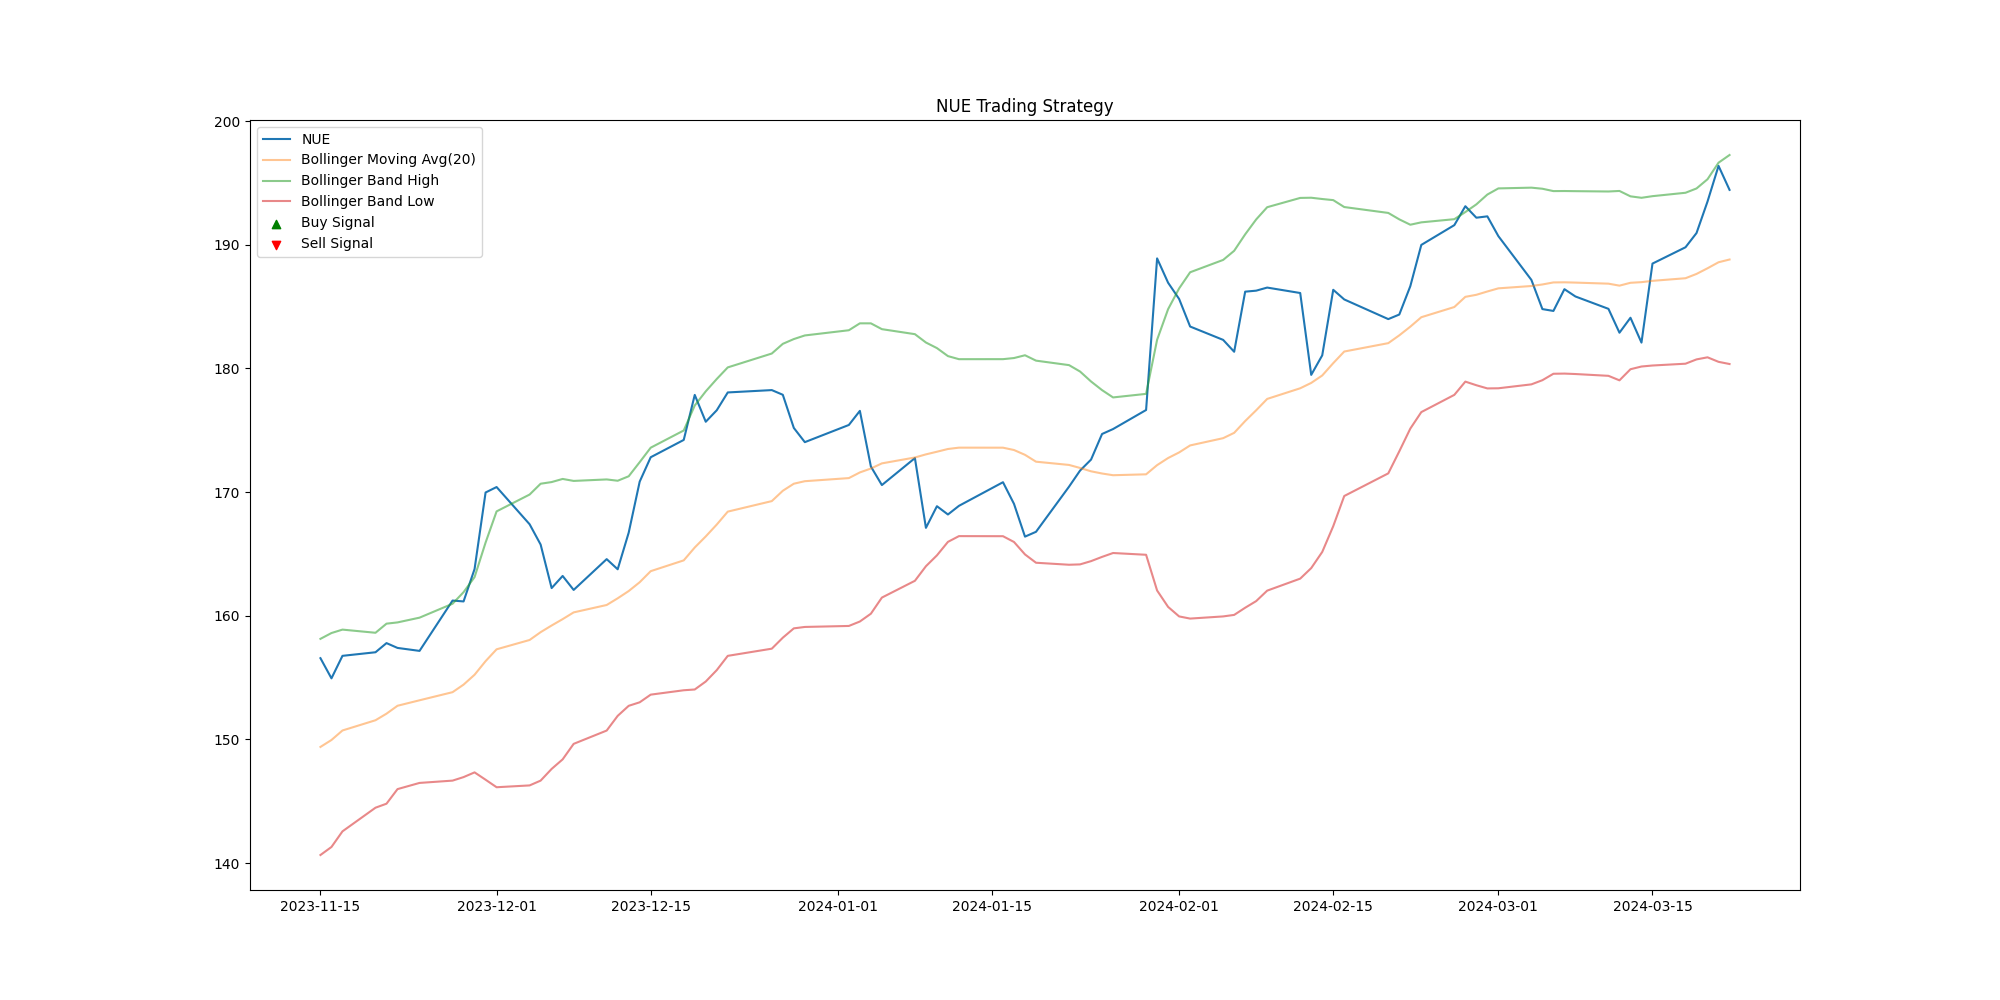 NUE Trading Strategy
200
190
180
170
160
150
140
NUE
Bollinger Moving Avg(20)
Bollinger Band High
Bollinger Band Low
Buy Signal
Sell Signal
2023-11-15
2023-12-01
2023-12-15
2024-01-01
2024-01-15
2024-02-01
2024-02-15
2024-03-01
2024-03-15